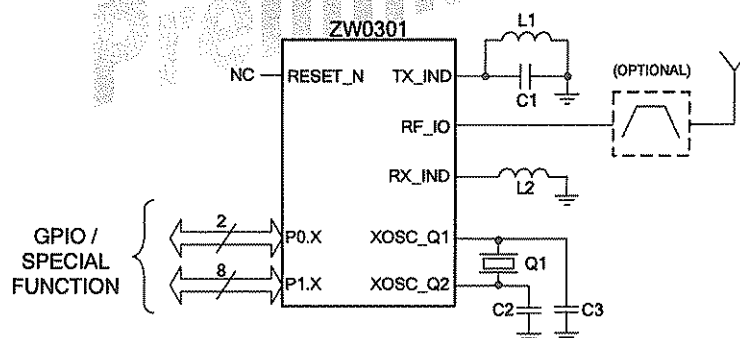 Prelimin
ZW0301
L1
NC
RESET_N
TX_IND
C1
(OPTIONAL)
RF_IO
RX_IND
L2
GPIO /
SPECIAL
FUNCTION
2
P0.X
XOSC_Q1
Q1
8
P1.X
XOSC_Q2
C2
C3